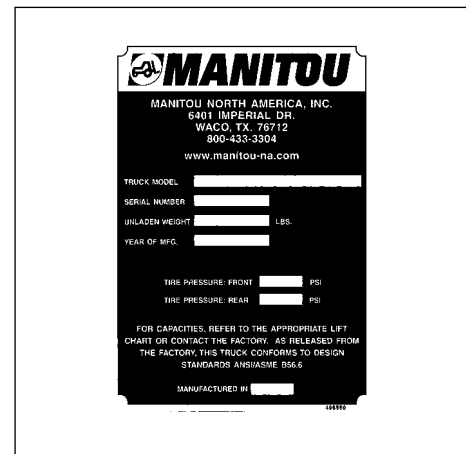 MANITOU
MANITOU NORTH AMERICA, INC.
6401 IMPERIAL DR.
WACO, TX. 76712
800-433-3304
www.manitou-na.com
TRUCK MODEL
SERIAL NUMBER
UNLADEN WEIGHT LBS.
YEAR OF MFG.
TIRE PRESSURE: FRONT PSI
TIRE PRESSURE: REAR PSI
FOR CAPACITIES, REFER TO THE APPROPRIATE LIFT
CHART OR CONTACT THE FACTORY. AS RELEASED FROM
THE FACTORY, THIS TRUCK CONFORMS TO DESIGN
STANDARDS ANSI/ASME B56.6
MANUFACTURED IN